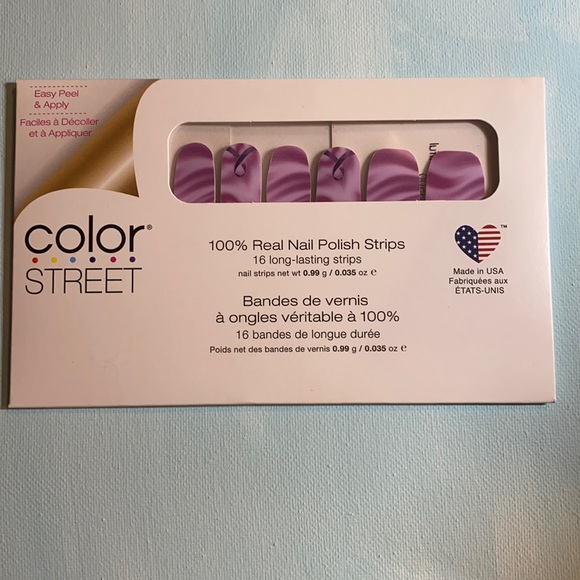 Easy Peel
& Apply
Faciles à Décoller
et à Appliquer
color®
STREET
100% Real Nail Polish Strips
16 long-lasting strips
nail strips net wt 0.99 g / 0.035 oz ℮
Bandes de vernis
à ongles véritable à 100%
16 bandes de longue durée
Poids net des bandes de vernis 0.99 g / 0.035 oz ℮
TM
Made in USA
Fabriquées aux
ÉTATS-UNIS